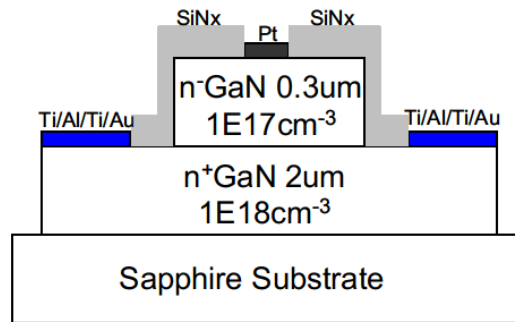 SiNx SiNx
Pt
n⁻GaN 0.3um
1E17cm⁻³
Ti/Al/Ti/Au Ti/Al/Ti/Au
n⁺GaN 2um
1E18cm⁻³
Sapphire Substrate